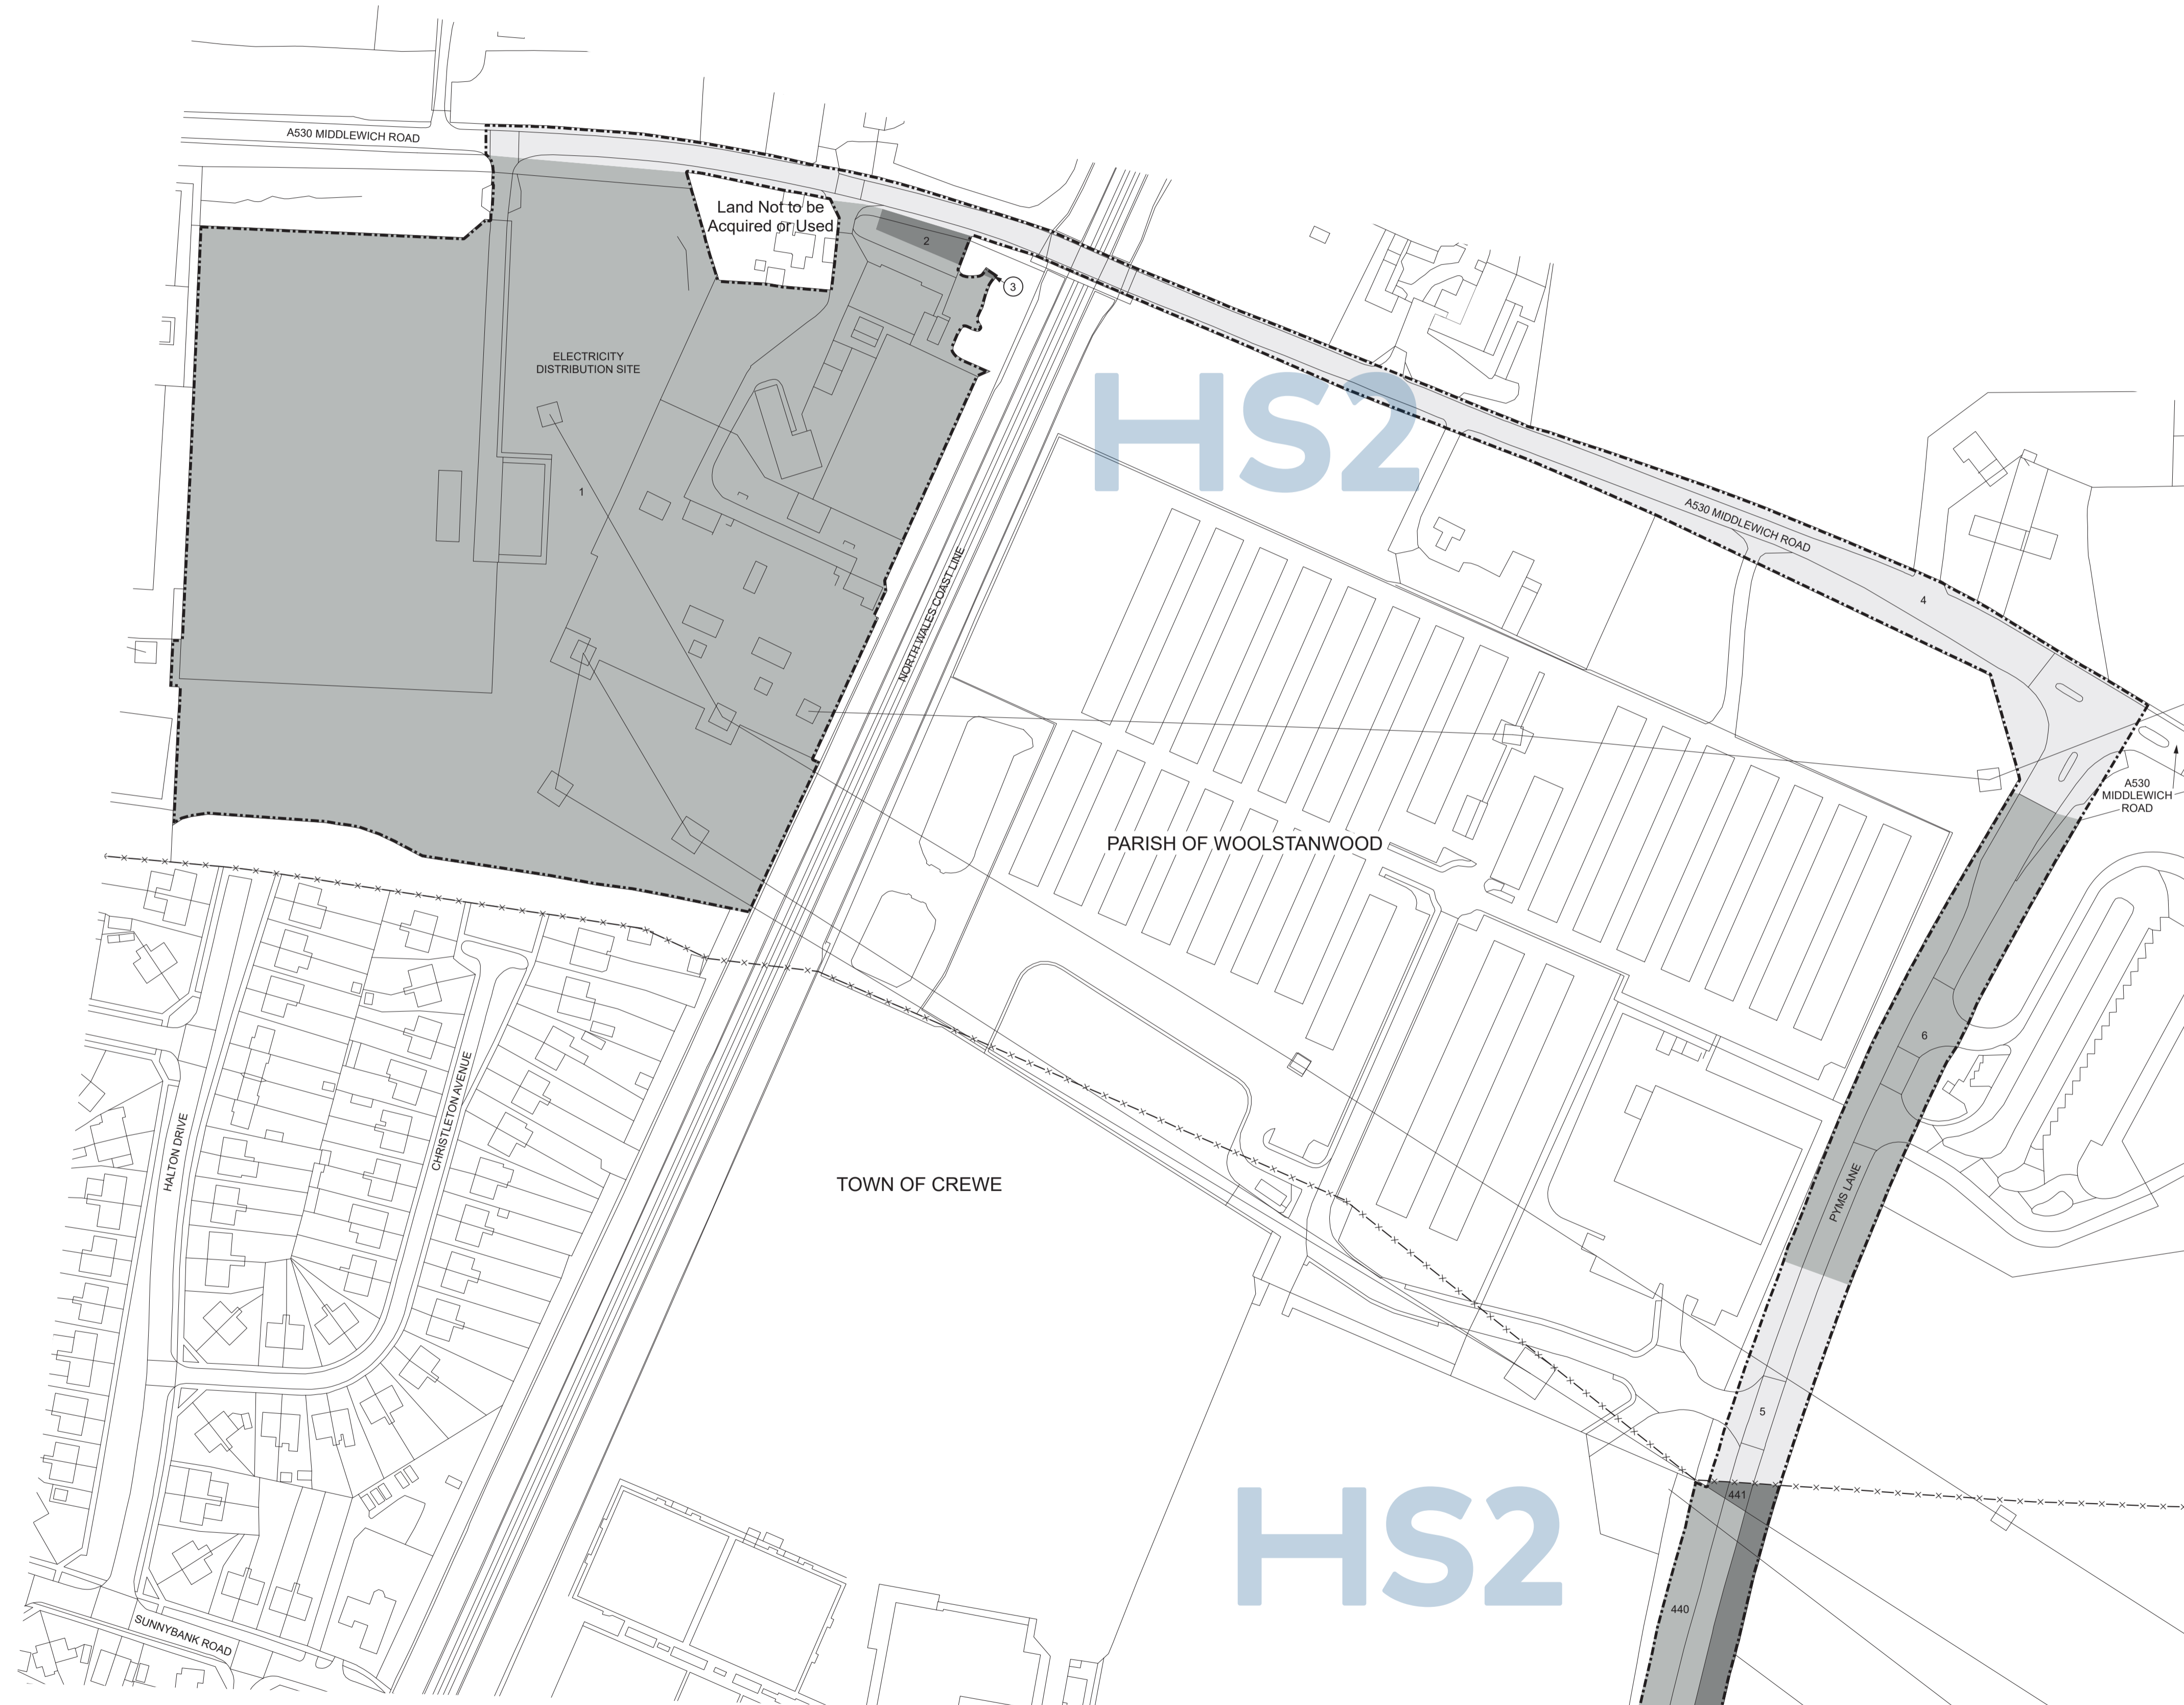 A530 MIDDLEWICH ROAD
Land Not to be
Acquired or Used
2
3
ELECTRICITY
DISTRIBUTION SITE
HS2
1
A530 MIDDLEWICH ROAD
4
NORTH WALES COAST LINE
A530
MIDDLEWICH
ROAD
PARISH OF WOOLSTANWOOD
6
HALTON DRIVE
CHRISTLETON AVENUE
TOWN OF CREWE
PYMS LANE
5
441
HS2
440
SUNNYBANK ROAD